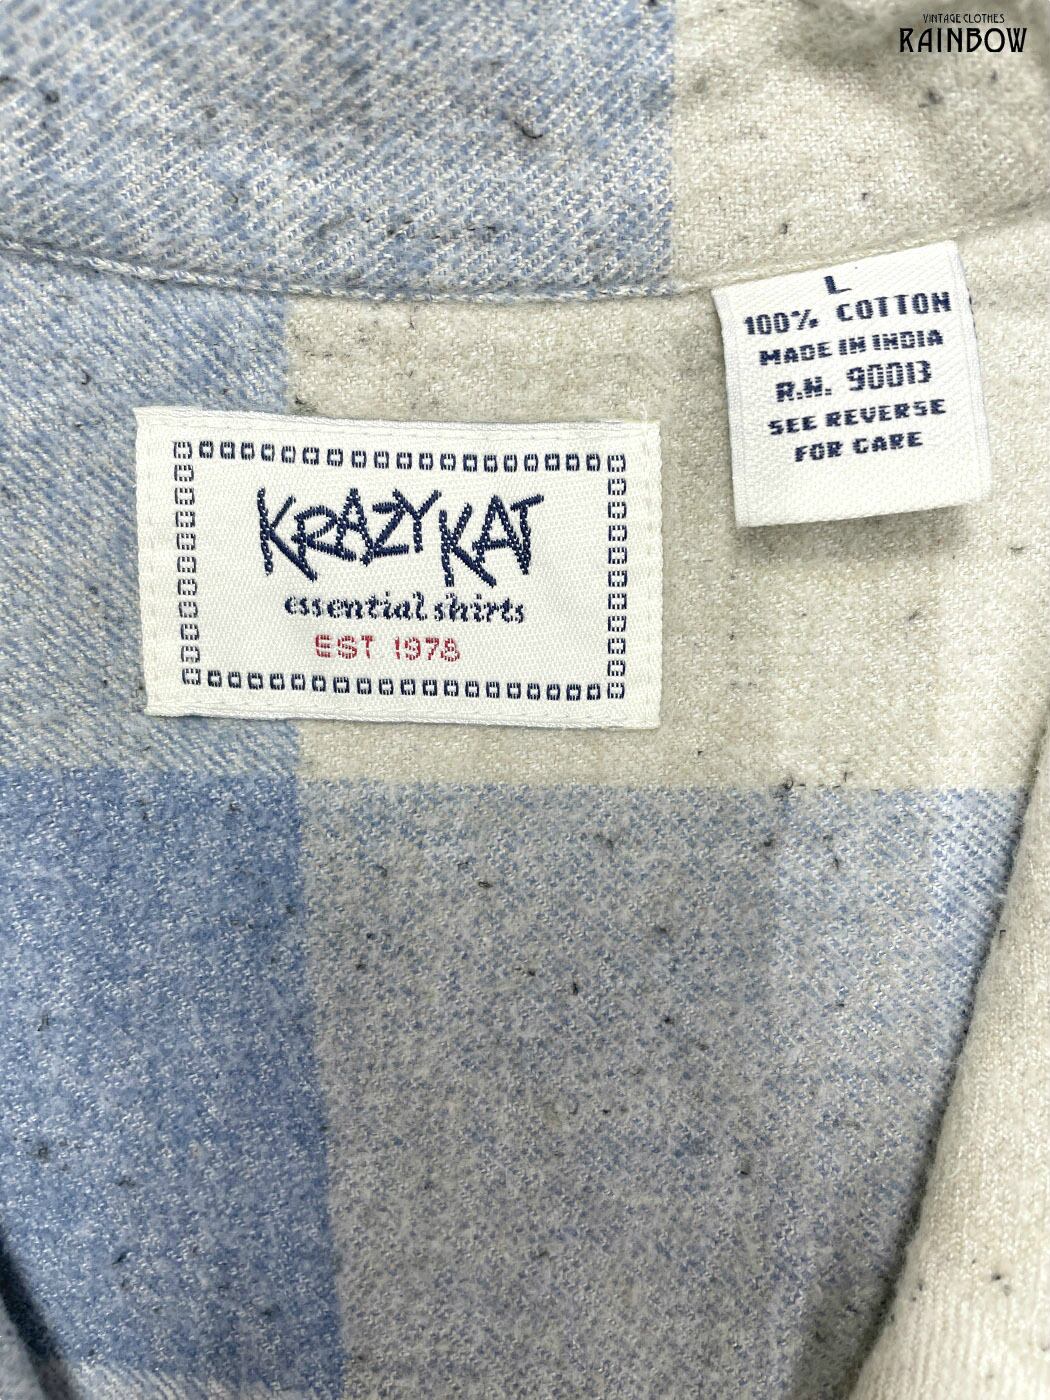 VINTAGE CLOTHES
RAINBOW
L
100% COTTON
MADE IN INDIA
R.N. 90013
SEE REVERSE
FOR CARE
KRAZY KAT
essential shirts
EST 1978